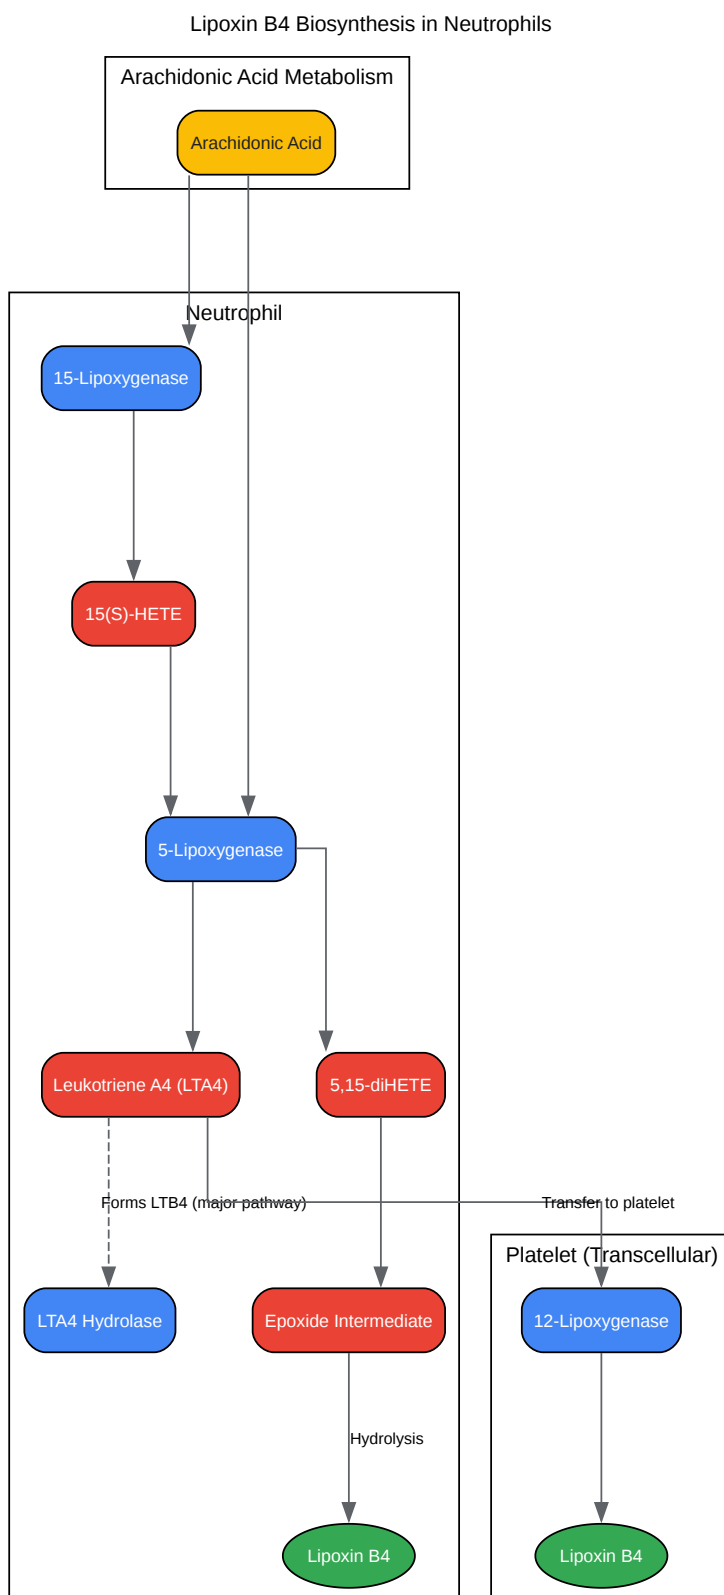 Lipoxin B4 Biosynthesis in Neutrophils
Arachidonic Acid Metabolism
Arachidonic Acid
Neutrophil
15-Lipoxygenase
15(S)-HETE
5-Lipoxygenase
Leukotriene A4 (LTA4)
5,15-diHETE
Forms LTB4 (major pathway)
Transfer to platelet
Platelet (Transcellular)
LTA4 Hydrolase
Epoxide Intermediate
12-Lipoxygenase
Hydrolysis
Lipoxin B4
Lipoxin B4